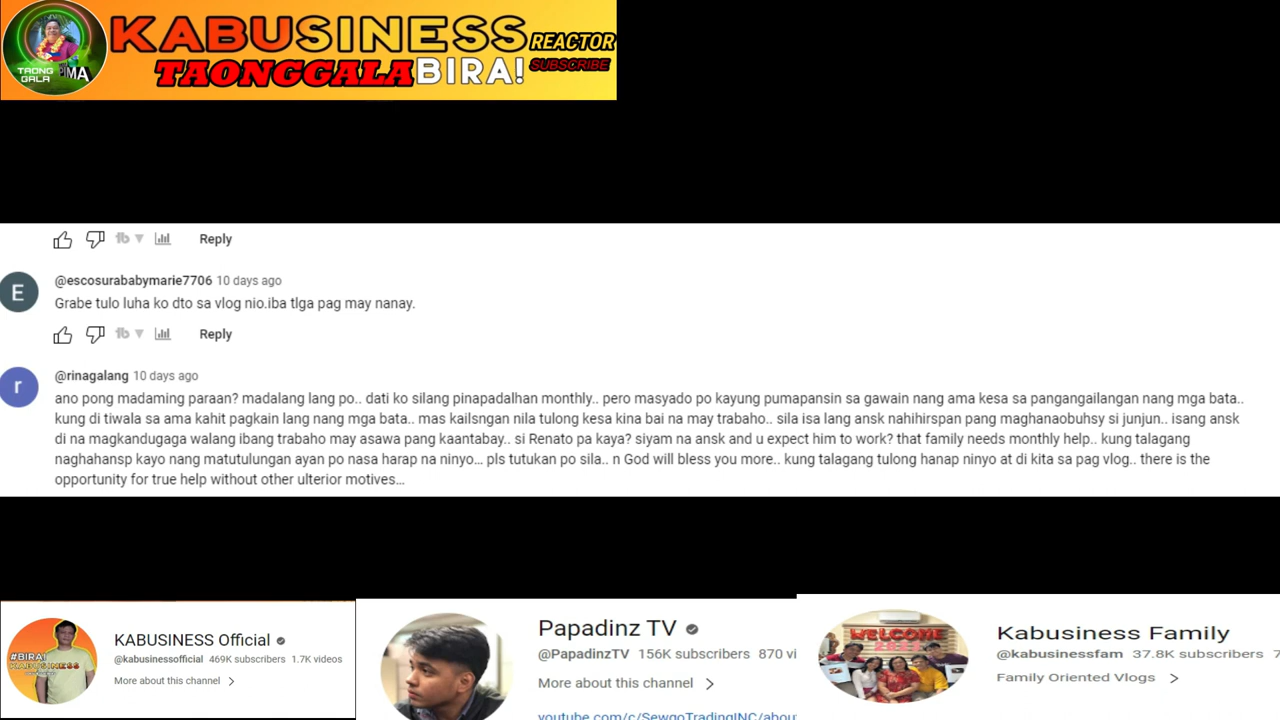 KABUSINESS REACTOR
TAONGGALA BIRA! SUBSCRIBE
TAONG
GALA
Reply
@escosurababymarie7706 10 days ago
E
Grabe tulo luha ko dto sa vlog nio.iba tlga pag may nanay.
Reply
@rinagalang 10 days ago
r
ano pong madaming paraan? madalang lang po.. dati ko silang pinapadalhan monthly.. pero masyado po kayung pumapansin sa gawain nang ama kesa sa pangangailangan nang mga bata..
kung di tiwala sa ama kahit pagkain lang nang mga bata.. mas kailsngan nila tulong kesa kina bai na may trabaho.. sila isa lang ansk nahihirspan pang maghanaobuhsy si junjun.. isang ansk
di na magkandugaga walang ibang trabaho may asawa pang kaantabay.. si Renato pa kaya? siyam na ansk and u expect him to work? that family needs monthly help.. kung talagang
naghahansp kayo nang matutulungan ayan po nasa harap na ninyo... pls tutukan po sila.. n God will bless you more.. kung talagang tulong hanap ninyo at di kita sa pag vlog.. there is the
opportunity for true help without other ulterior motives...
#BIRA!
KABUSINESS
KABUSINESS Official
@kabusinessofficial 469K subscribers 1.7K videos
More about this channel >
Papadinz TV
@PapadinzTV 156K subscribers 870 vi
More about this channel >
youtube.com/c/SewgoTradingINC/about
WELCOME
Kabusiness Family
@kabusinessfam 37.8K subscribers 7
Family Oriented Vlogs >